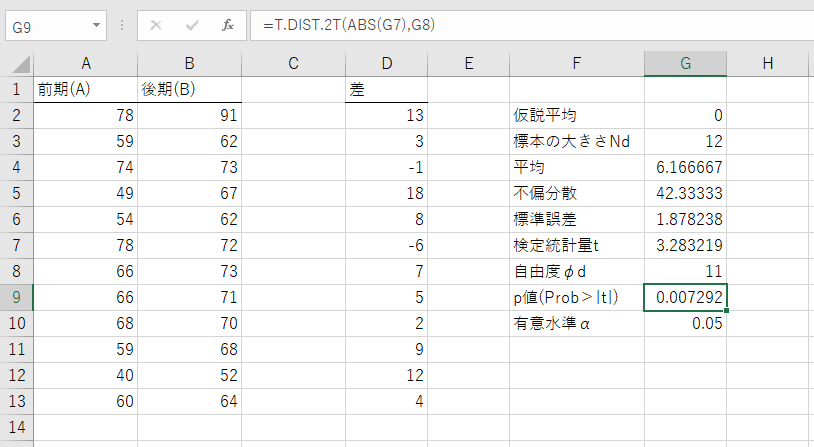 G9 fx =T.DIST.2T(ABS(G7),G8)
A B C D E F G H
1 前期(A) 後期(B) 差
2 78 91 13 仮説平均 0
3 59 62 3 標本の大きさNd 12
4 74 73 -1 平均 6.166667
5 49 67 18 不偏分散 42.33333
6 54 62 8 標準誤差 1.878238
7 78 72 -6 検定統計量t 3.283219
8 66 73 7 自由度φd 11
9 66 71 5 p値(Prob＞|t|) 0.007292
10 68 70 2 有意水準α 0.05
11 59 68 9
12 40 52 12
13 60 64 4
14